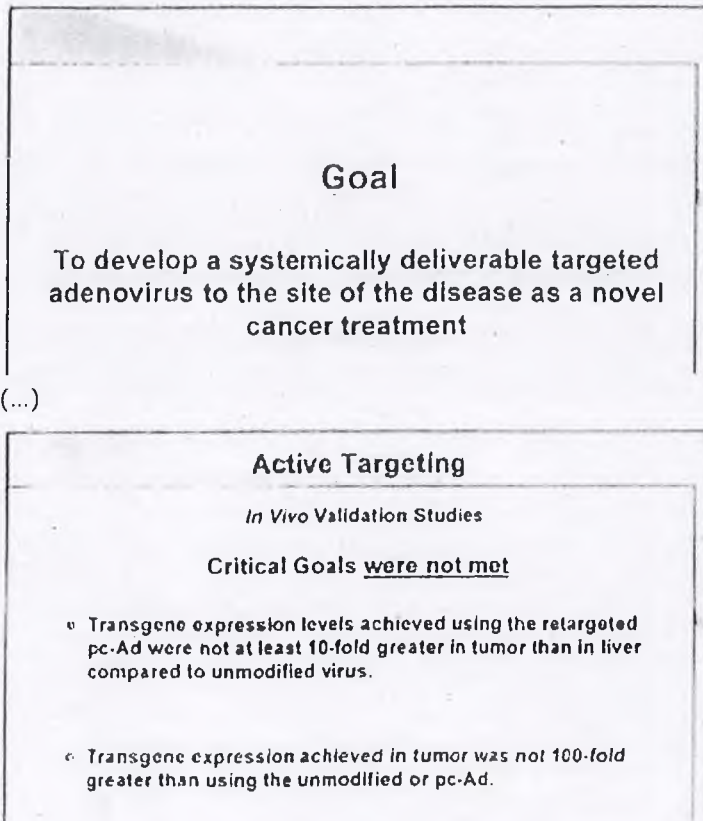 Goal
To develop a systemically deliverable targeted
adenovirus to the site of the disease as a novel
cancer treatment
(...)
Active Targeting
In Vivo Validation Studies
Critical Goals were not met
Transgene expression levels achieved using the retargeted
pc-Ad were not at least 10-fold greater in tumor than in liver
compared to unmodified virus.
Transgene expression achieved in tumor was not 100-fold
greater than using the unmodified or pc-Ad.